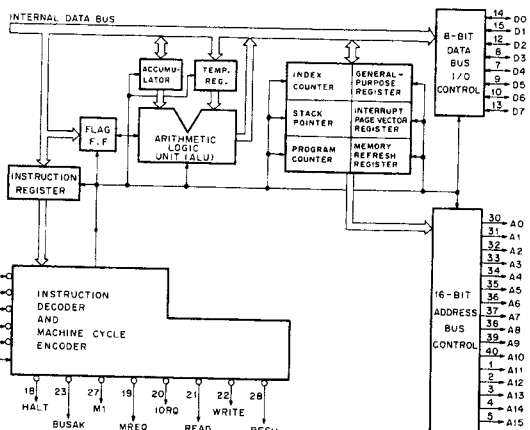 INTERNAL DATA BUS
ACCUMU-
LATOR
TEMP.
REG.
INDEX
COUNTER
GENERAL-
PURPOSE
REGISTER
STACK
POINTER
INTERRUPT
PAGE VECTOR
REGISTER
PROGRAM
COUNTER
MEMORY
REFRESH
REGISTER
8-BIT
DATA
BUS
I/O
CONTROL
14 D0
15 D1
12 D2
8 D3
7 D4
9 D5
10 D6
13 D7
FLAG
F.F
ARITHMETIC
LOGIC
UNIT (ALU)
INSTRUCTION
REGISTER
INSTRUCTION
DECODER
AND
MACHINE CYCLE
ENCODER
16-BIT
ADDRESS
BUS
CONTROL
30 A0
31 A1
32 A2
33 A3
34 A4
35 A5
36 A6
37 A7
38 A8
39 A9
40 A10
1 A11
2 A12
3 A13
4 A14
5 A15
18 23 27 19 20 21 22 28
HALT
BUSAK
M1
MREQ
IORQ
READ
WRITE